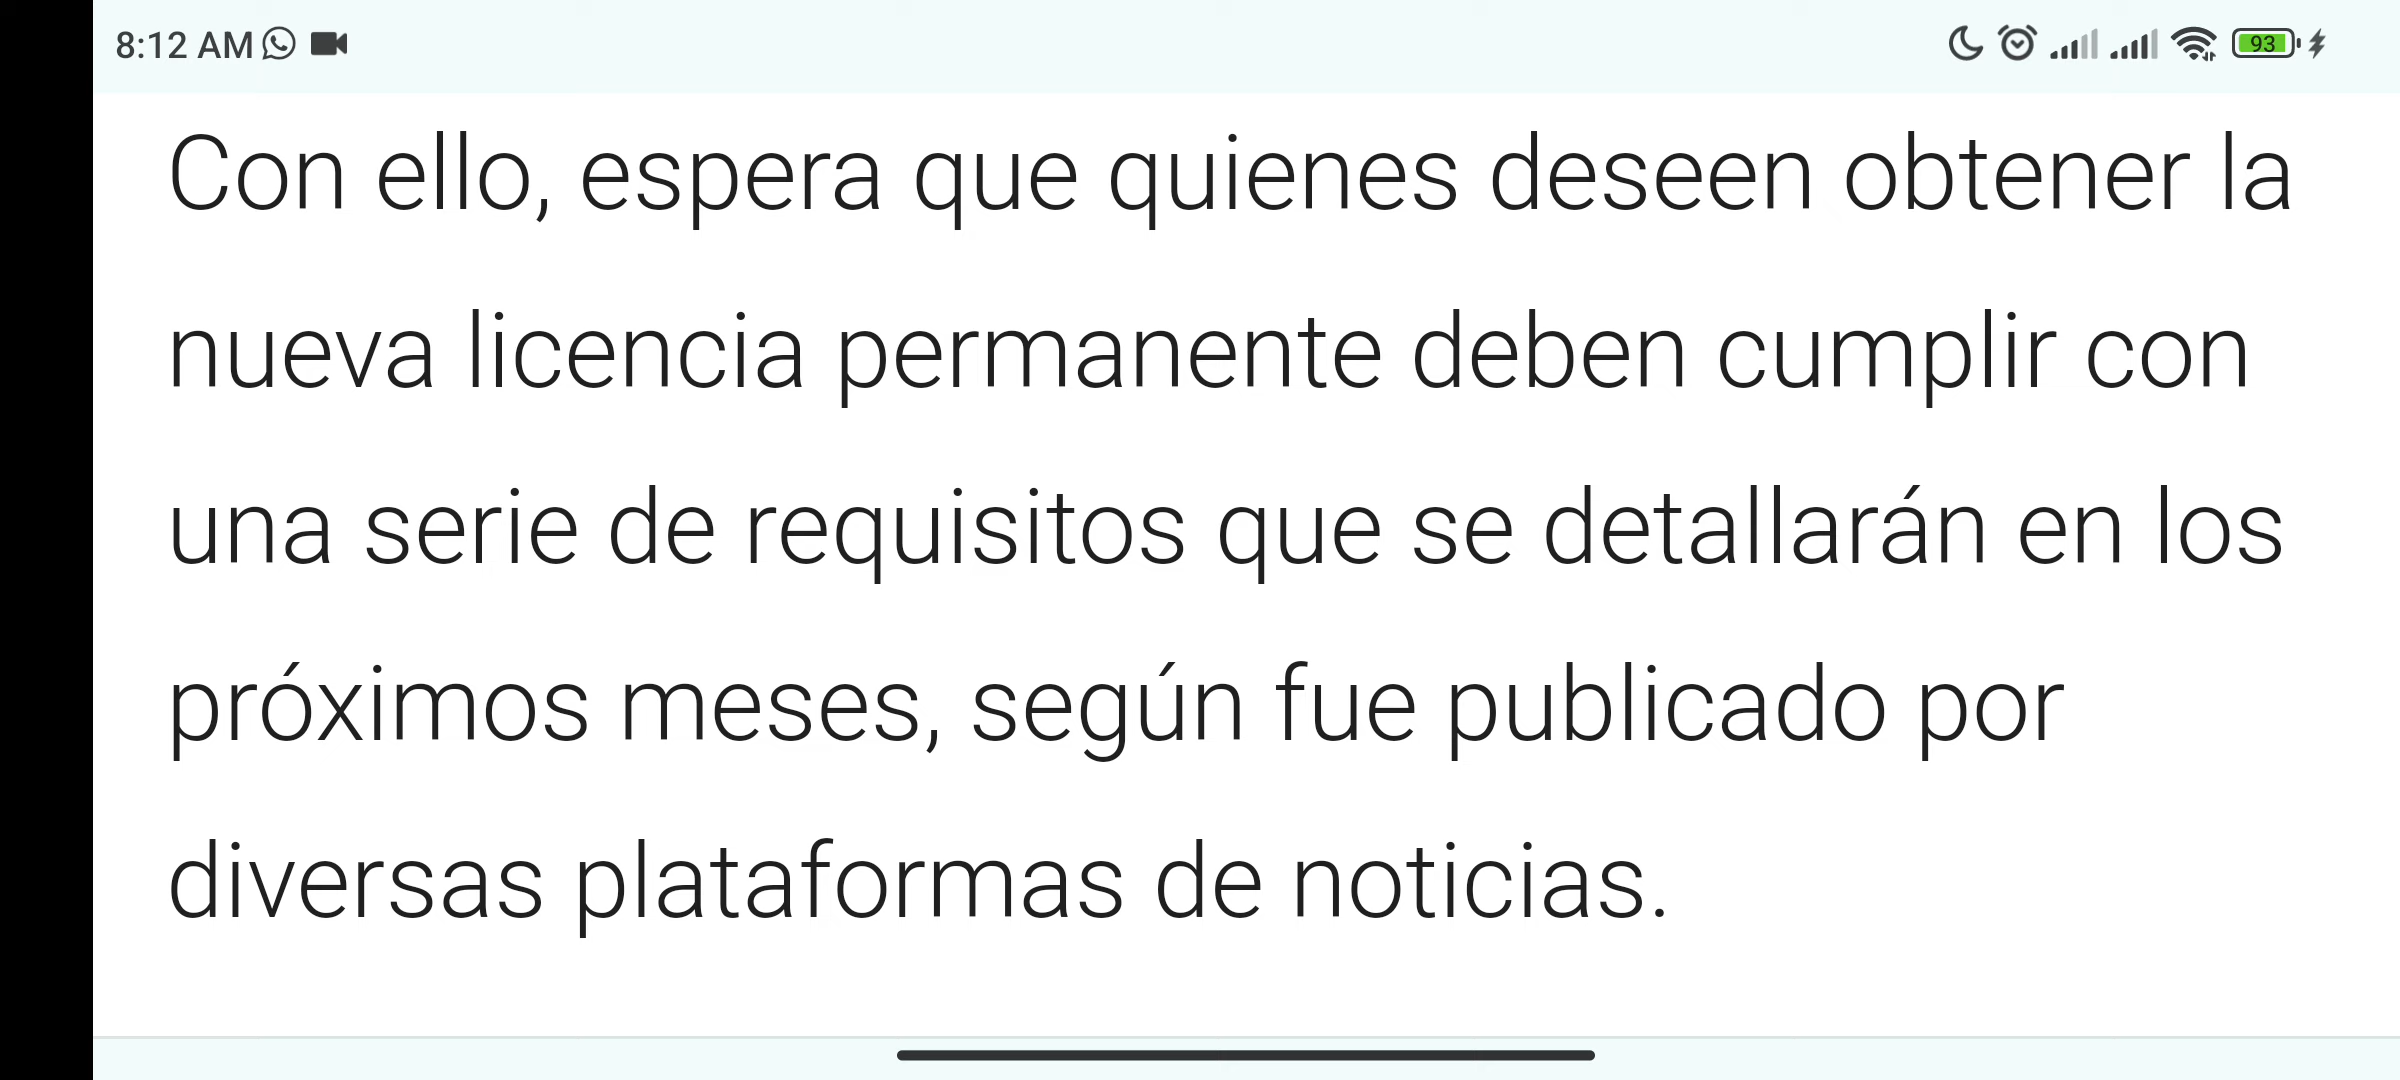 8:12 AM 93
Con ello, espera que quienes deseen obtener la
nueva licencia permanente deben cumplir con
una serie de requisitos que se detallarán en los
próximos meses, según fue publicado por
diversas plataformas de noticias.